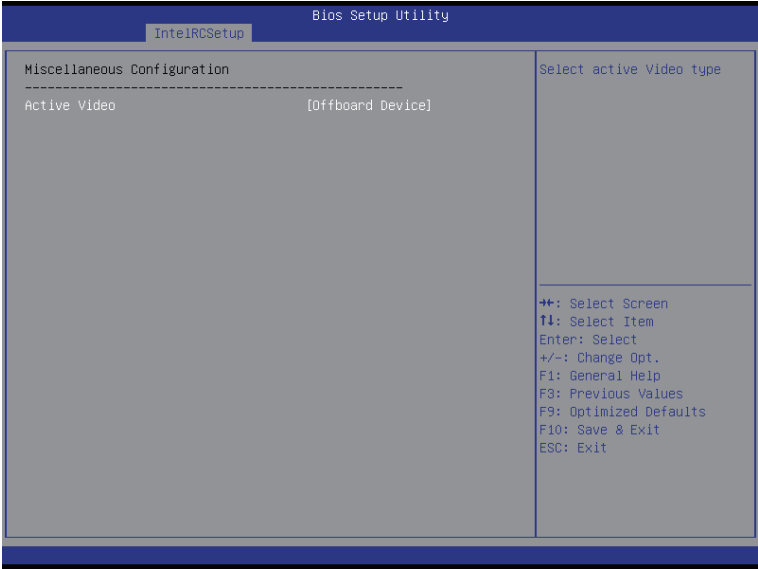 Bios Setup Utility
IntelRCSetup
Miscellaneous Configuration
--------------------------------------------------
Active Video [Offboard Device]
Select active Video type
→←: Select Screen
↑↓: Select Item
Enter: Select
+/-: Change Opt.
F1: General Help
F3: Previous Values
F9: Optimized Defaults
F10: Save & Exit
ESC: Exit